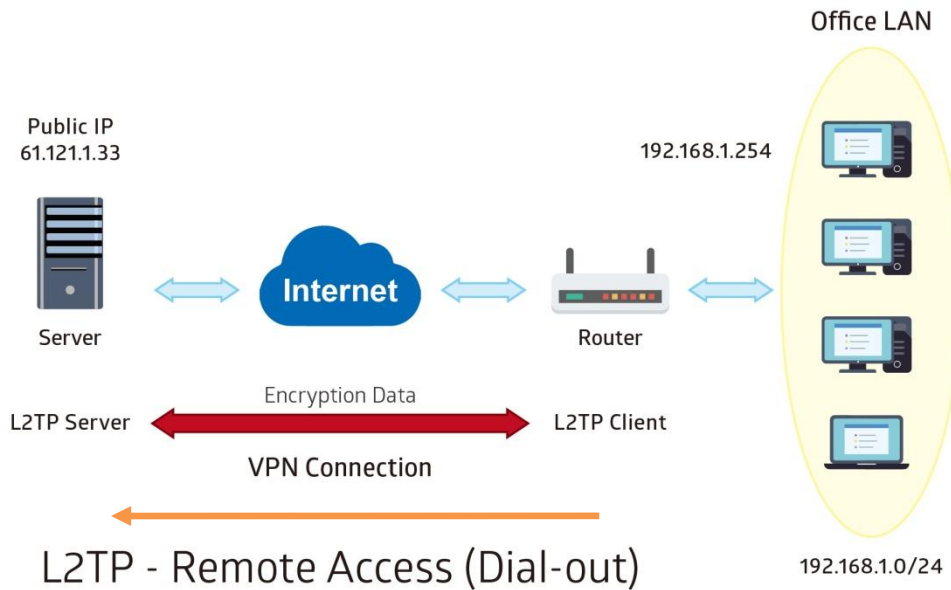 Office LAN
Public IP
61.121.1.33
192.168.1.254
Internet
Server
Router
Encryption Data
L2TP Server
L2TP Client
VPN Connection
L2TP - Remote Access (Dial-out)
192.168.1.0/24